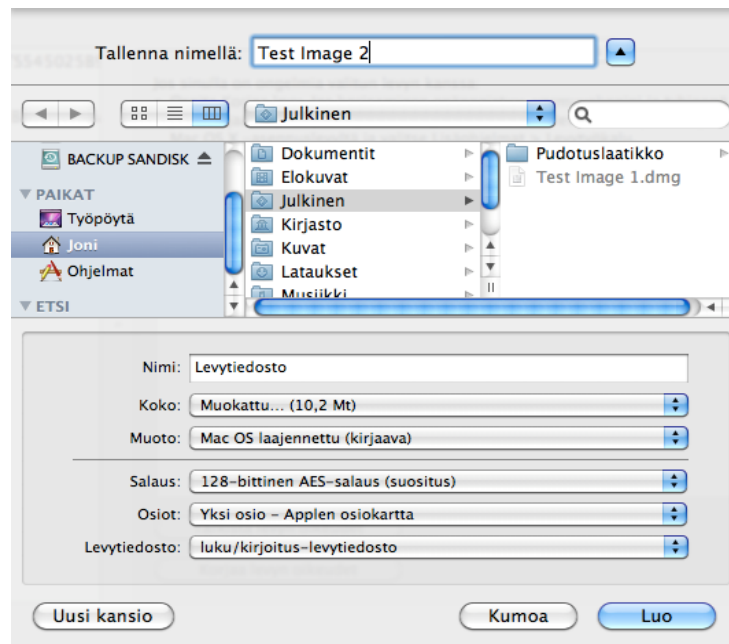 Tallenna nimellä: Test Image 2
Julkinen
BACKUP SANDISK
PAIKAT
Työpöytä
Joni
Ohjelmat
ETSI
Dokumentit
Elokuvat
Julkinen
Kirjasto
Kuvat
Lataukset
Musiikki
Pudotuslaatikko
Test Image 1.dmg
Nimi: Levytiedosto
Koko: Muokattu... (10,2 Mt)
Muoto: Mac OS laajennettu (kirjaava)
Salaus: 128-bittinen AES-salaus (suositus)
Osiot: Yksi osio – Applen osiokartta
Levytiedosto: luku/kirjoitus-levytiedosto
Uusi kansio
Kumoa
Luo